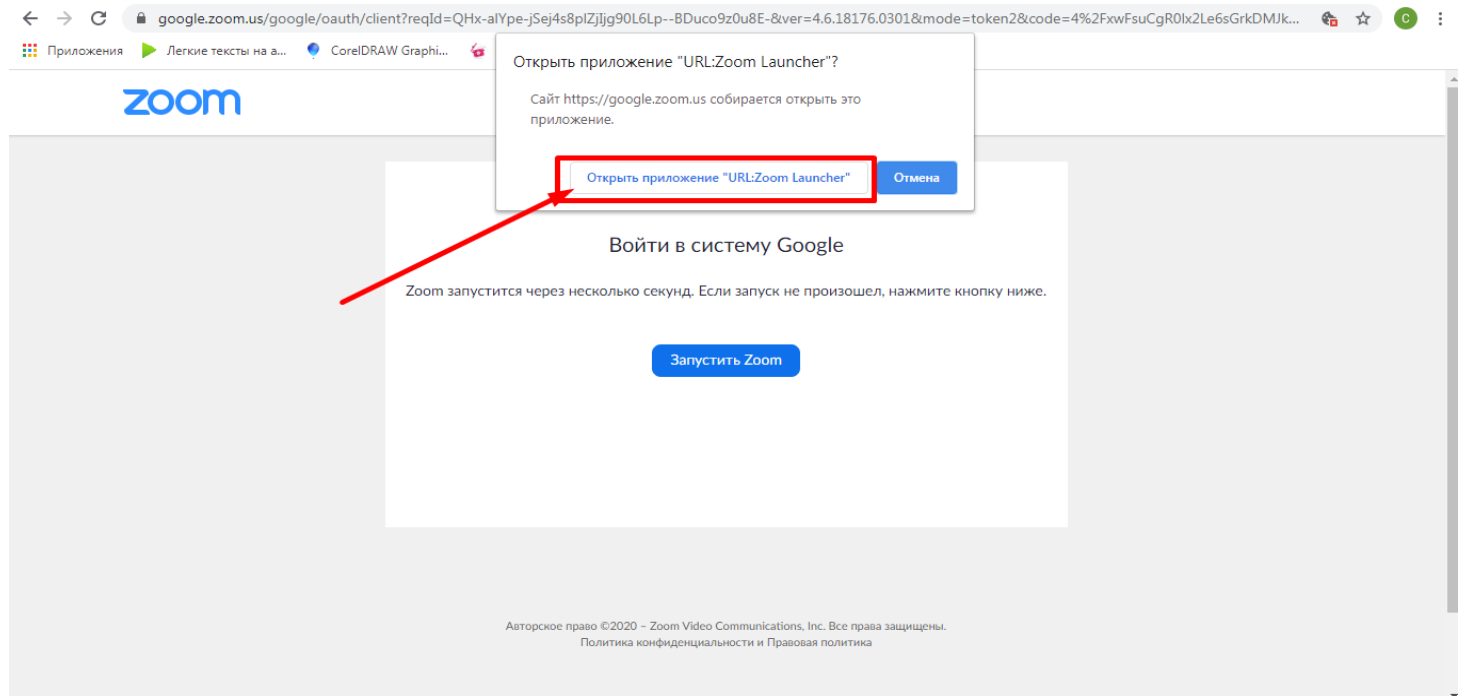 google.zoom.us/google/oauth/client?reqId=QHx-alYpe-jSej4s8plZjIjg90L6Lp--BDuco9z0u8E-&ver=4.6.18176.0301&mode=token2&code=4%2FxwFsuCgR0lx2Le6sGrkDMJk...
C
Приложения
Легкие тексты на а...
CorelDRAW Graphi...
Открыть приложение "URL:Zoom Launcher"?
Сайт https://google.zoom.us собирается открыть это
приложение.
Открыть приложение "URL:Zoom Launcher"
Отмена
zoom
Войти в систему Google
Zoom запустится через несколько секунд. Если запуск не произошел, нажмите кнопку ниже.
Запустить Zoom
Авторское право ©2020 - Zoom Video Communications, Inc. Все права защищены.
Политика конфиденциальности и Правовая политика